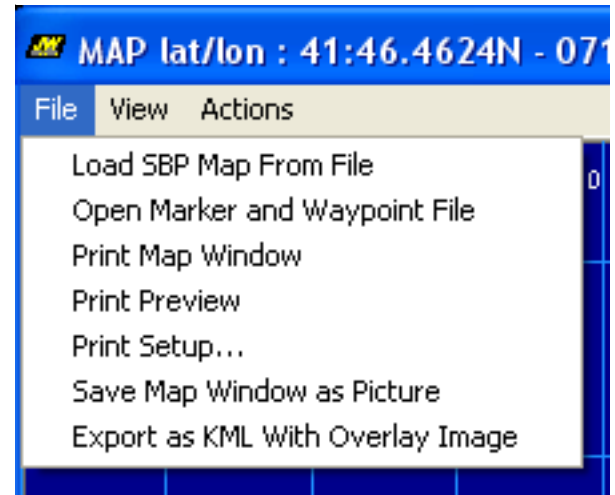 MAP lat/lon : 41:46.4624N - 071
File View Actions
Load SBP Map From File
0
Open Marker and Waypoint File
Print Map Window
Print Preview
Print Setup...
Save Map Window as Picture
Export as KML With Overlay Image